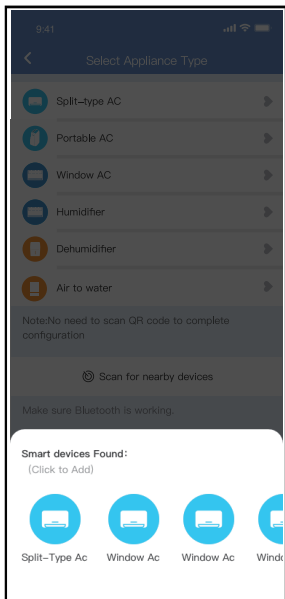 9:41
Select Appliance Type
Split-type AC
Portable AC
Window AC
Humidifier
Dehumidifier
Air to water
Note:No need to scan QR code to complete
configuration
Scan for nearby devices
Make sure Bluetooth is working.
Smart devices Found:
(Click to Add)
Split-Type Ac Window Ac Window Ac Windo